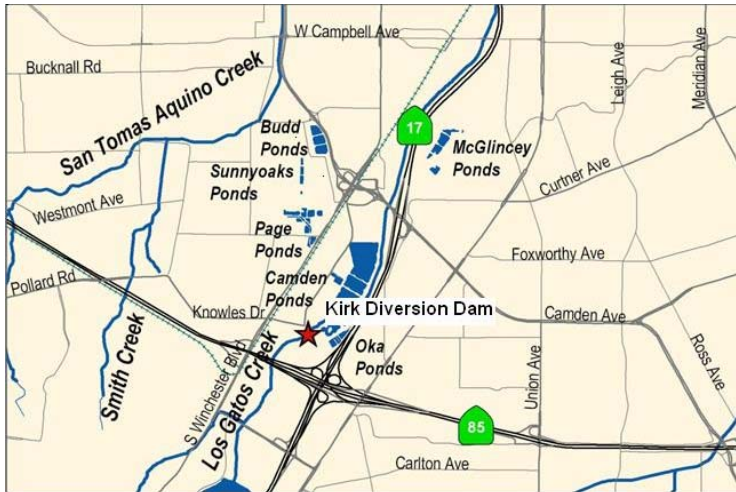 W Campbell Ave
Bucknall Rd
San Tomas Aquino Creek
Leigh Ave
Meridian Ave
Budd
Ponds
17
McGlincey
Ponds
Sunnyoaks
Ponds
Curtner Ave
Westmont Ave
Page
Ponds
Foxworthy Ave
Pollard Rd
Camden
Ponds
Knowles Dr
Kirk Diversion Dam
Camden Ave
Smith Creek
S Winchester Blvd
Los Gatos Creek
Oka
Ponds
Union Ave
Ross Ave
85
Carlton Ave